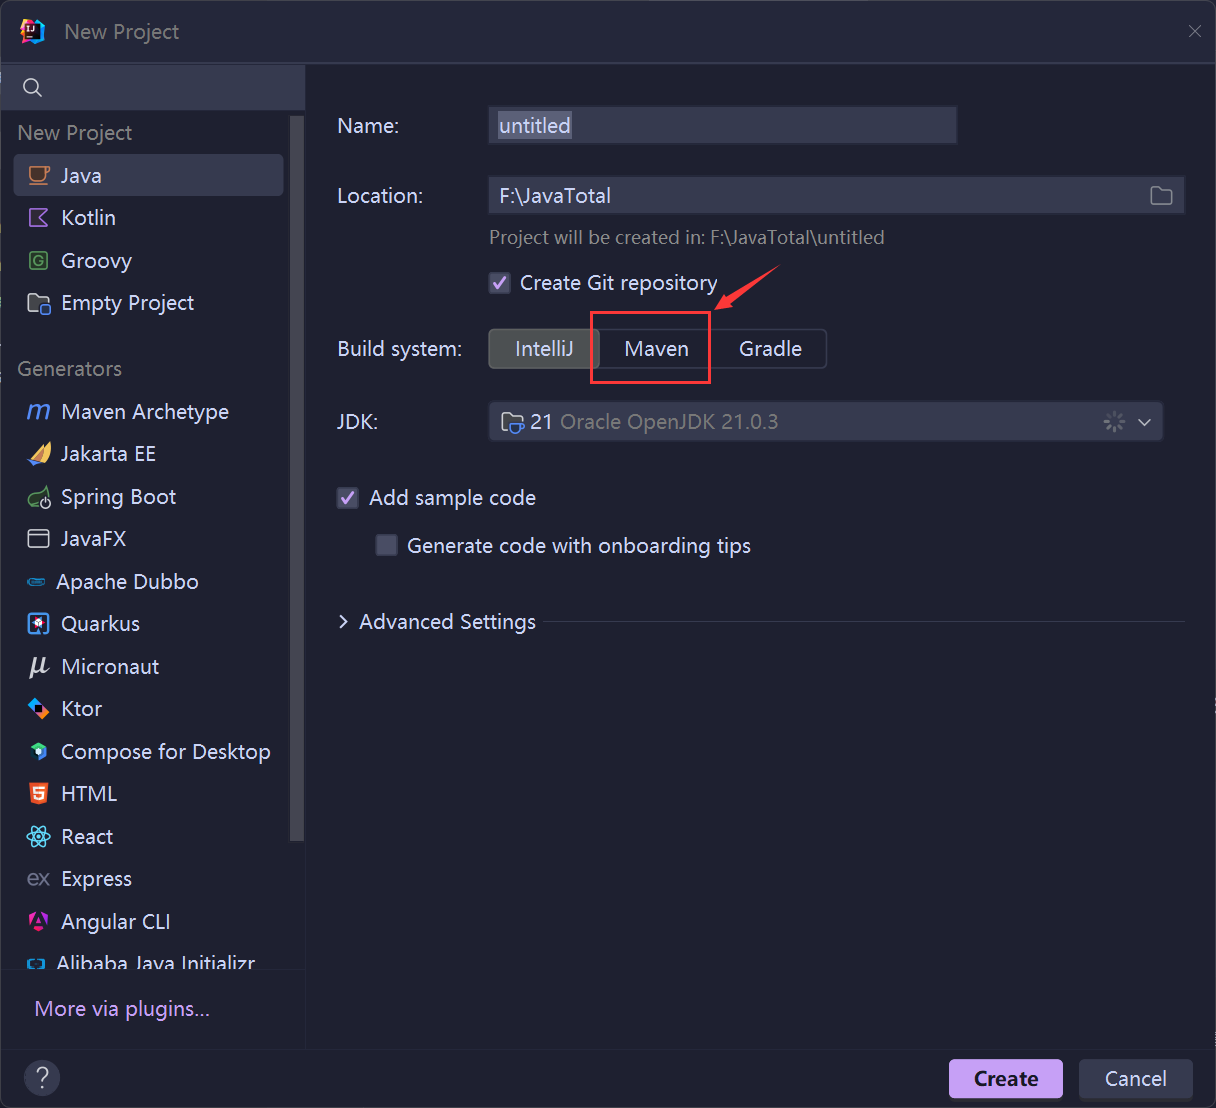 New Project
New Project
Java
Kotlin
Groovy
Empty Project
Generators
Maven Archetype
Jakarta EE
Spring Boot
JavaFX
Apache Dubbo
Quarkus
Micronaut
Ktor
Compose for Desktop
HTML
React
Express
Angular CLI
Alibaba Java Initializr
More via plugins...
Name: untitled
Location: F:\JavaTotal
Project will be created in: F:\JavaTotal\untitled
Create Git repository
Build system: IntelliJ Maven Gradle
JDK: 21 Oracle OpenJDK 21.0.3
Add sample code
Generate code with onboarding tips
Advanced Settings
? Create Cancel